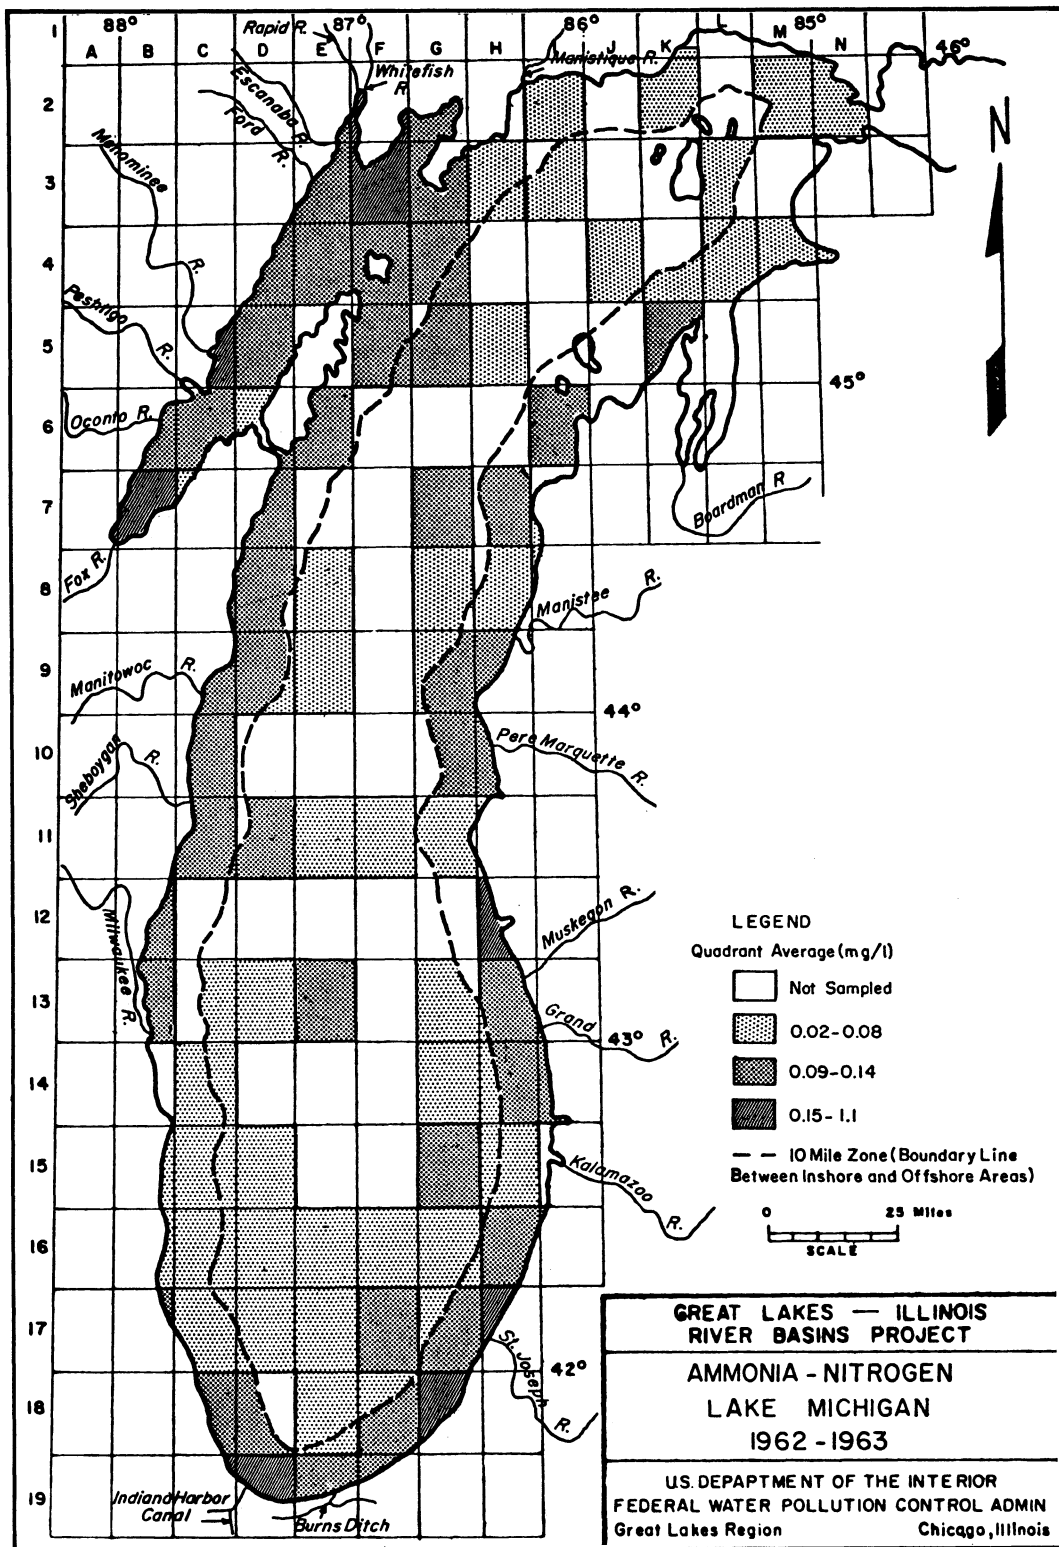 88°
87°
86°
85°
46°
A B C D E F G H I J K L M N
1
2
3
4
5
6
7
8
9
10
11
12
13
14
15
16
17
18
19
Rapid R.
Whitefish
R
Manistique R.
Escanaba R.
Ford R.
Menominee R.
Peshtigo R.
Oconto R.
Fox R.
45°
Boardman R
Manistee R.
Manitowoc R.
44°
Pere Marquette R.
Sheboygan R.
Muskegon R.
Milwaukee R.
Grand R.
43°
Kalamazoo R.
St. Joseph R.
42°
Indiana Harbor
Canal
Burns Ditch
N
LEGEND
Quadrant Average (mg/l)
Not Sampled
0.02-0.08
0.09-0.14
0.15-1.1
10 Mile Zone (Boundary Line
Between Inshore and Offshore Areas)
0 25 Miles
SCALE
GREAT LAKES — ILLINOIS
RIVER BASINS PROJECT
AMMONIA - NITROGEN
LAKE MICHIGAN
1962 - 1963
U.S. DEPAPTMENT OF THE INTERIOR
FEDERAL WATER POLLUTION CONTROL ADMIN
Great Lakes Region Chicago, Illinois